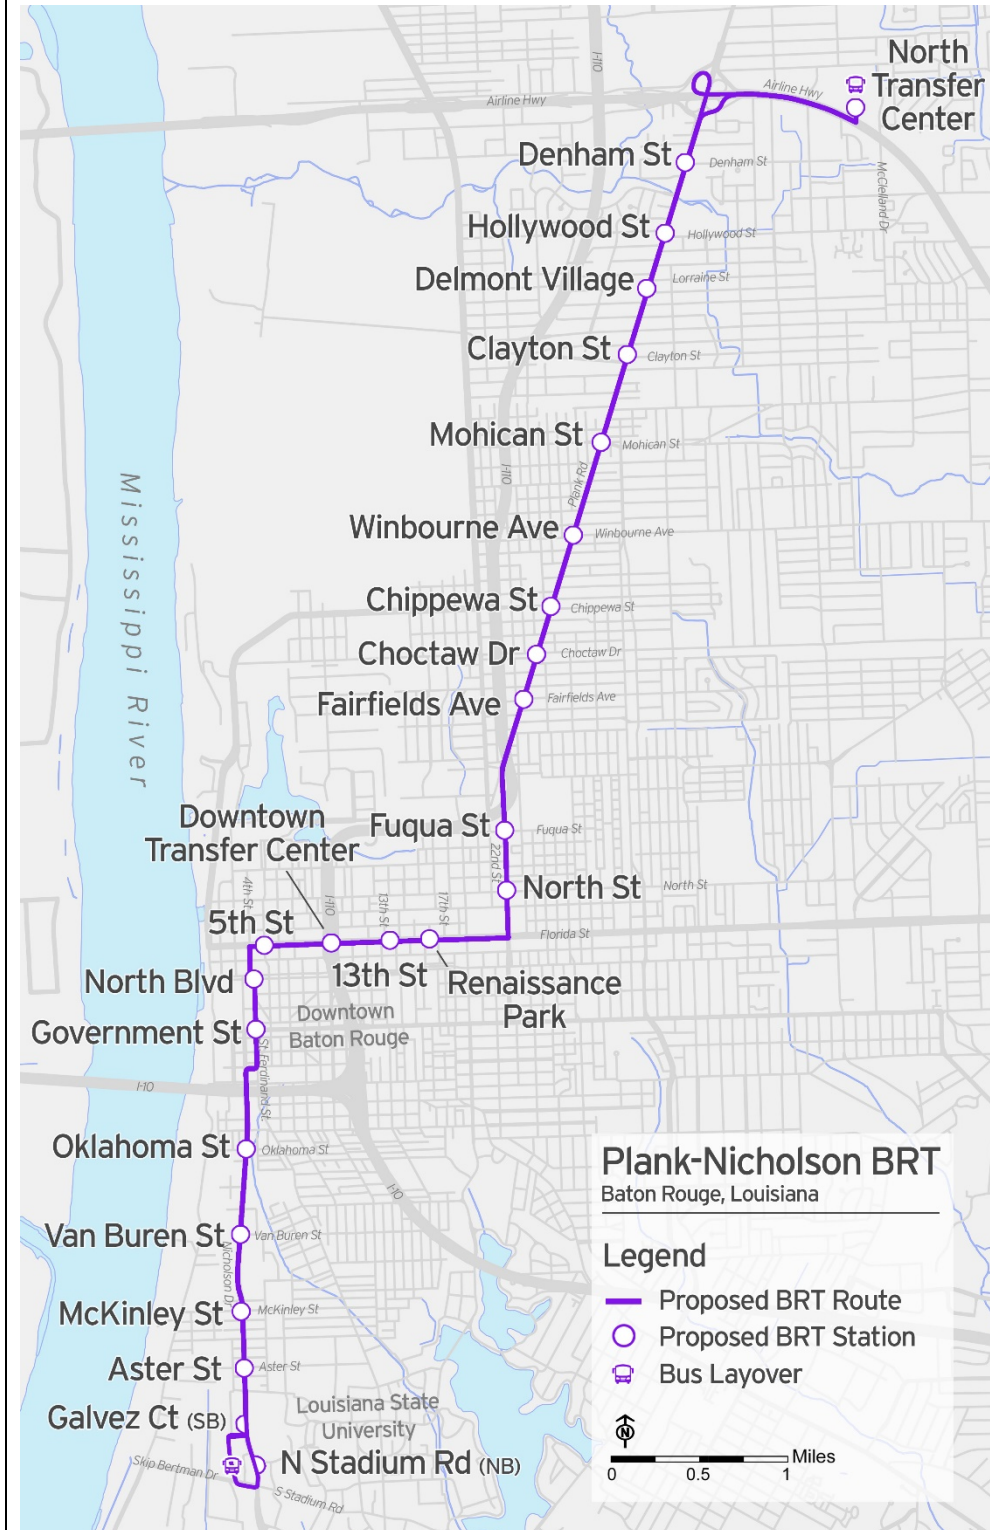 I-110
North
Transfer
Center
Airline Hwy
Airline Hwy
Denham St
Denham St
McClelland Dr
Hollywood St
Hollywood St
Delmont Village
Lorraine St
Clayton St
Clayton St
Mohican St
Mohican St
I-110
Plank Rd
Mississippi River
Winbourne Ave
Winbourne Ave
Chippewa St
Chippewa St
Choctaw Dr
Choctaw Dr
Fairfields Ave
Fairfields Ave
Downtown
Transfer Center
Fuqua St
Fuqua St
22nd St
North St
North St
4th St
I-110
13th St
17th St
5th St
Florida St
North Blvd
13th St
Renaissance
Park
Government St
Downtown
Baton Rouge
St. Ferdinand St.
I-10
Oklahoma St
Oklahoma St
I-10
Van Buren St
Van Buren St
Nicholson Dr
McKinley St
McKinley St
Aster St
Aster St
Galvez Ct (SB)
Louisiana State
University
Skip Bertman Dr
N Stadium Rd (NB)
S Stadium Rd
Plank-Nicholson BRT
Baton Rouge, Louisiana
Legend
Proposed BRT Route
Proposed BRT Station
Bus Layover
N
Miles
0 0.5 1